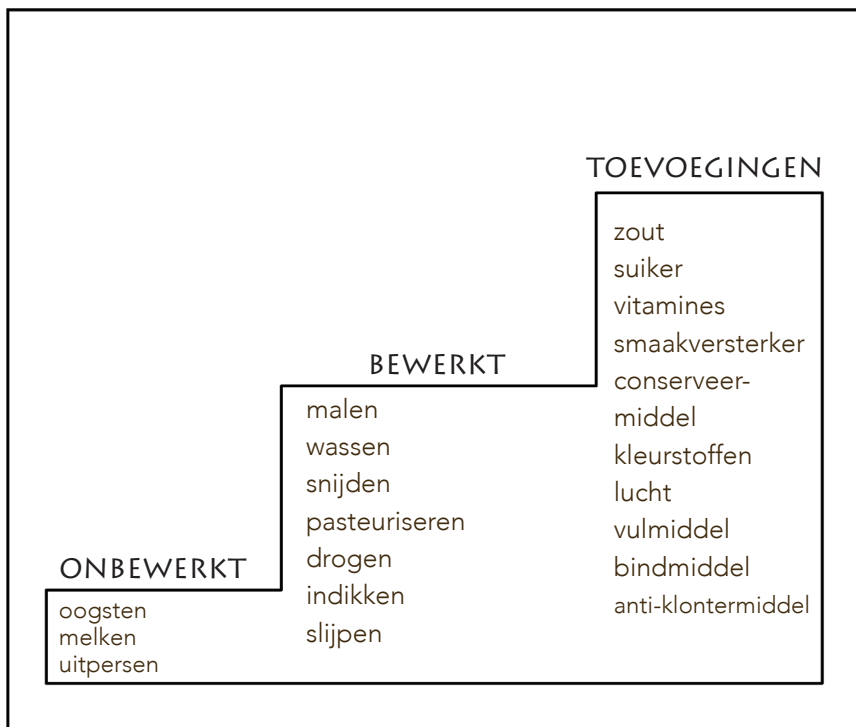 TOEVOEGINGEN
zout
suiker
vitamines
smaakversterker
conserveer-
middel
kleurstoffen
lucht
vulmiddel
bindmiddel
anti-klontermiddel
BEWERKT
malen
wassen
snijden
pasteuriseren
drogen
indikken
slijpen
ONBEWERKT
oogsten
melken
uitpersen